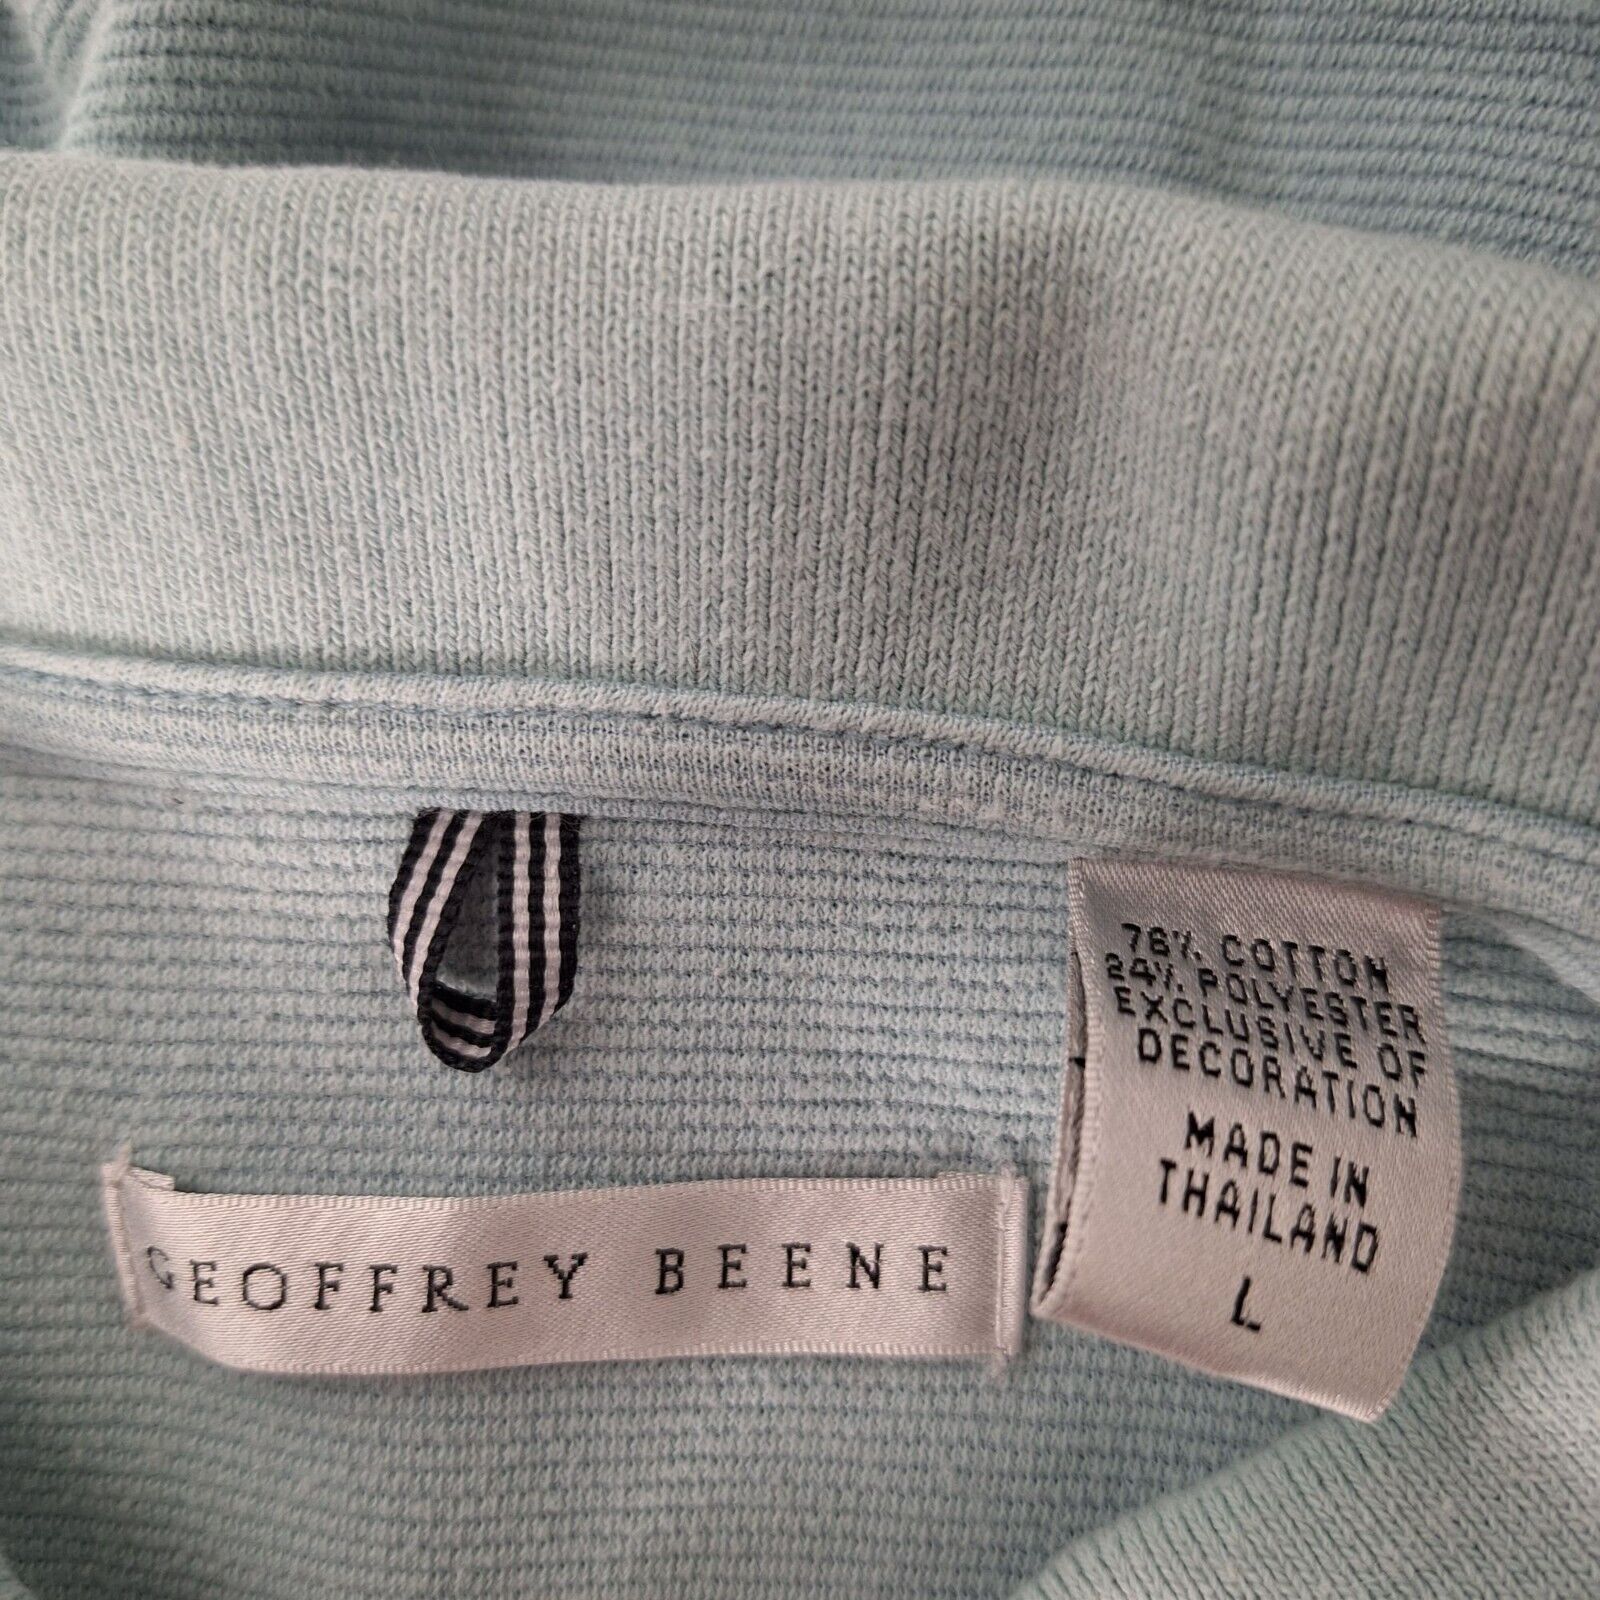 GEOFFREY BEENE
76% COTTON
24% POLYESTER
EXCLUSIVE OF
DECORATION
MADE IN
THAILAND
L